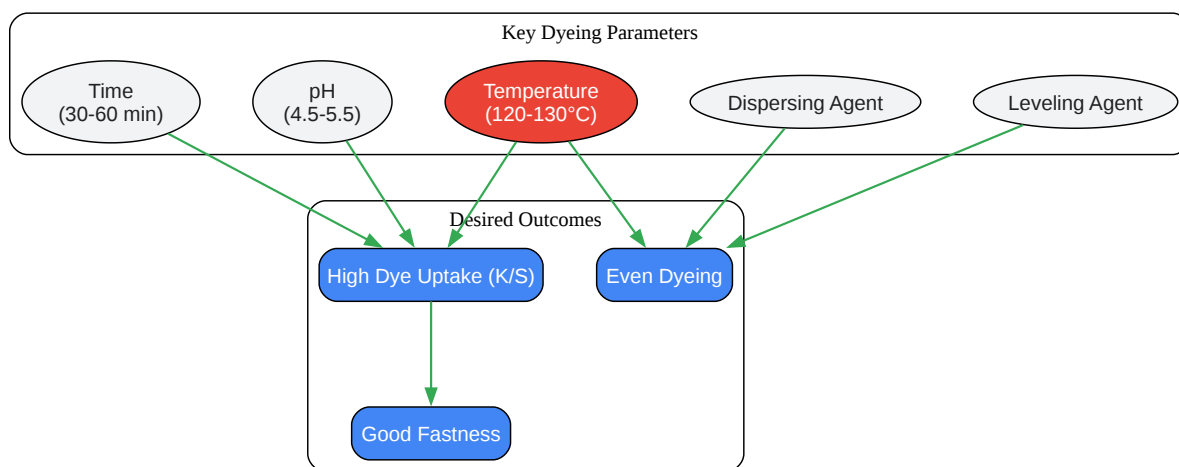 Key Dyeing Parameters
Time
(30-60 min)
pH
(4.5-5.5)
Temperature
(120-130°C)
Dispersing Agent
Leveling Agent
Desired Outcomes
High Dye Uptake (K/S)
Even Dyeing
Good Fastness